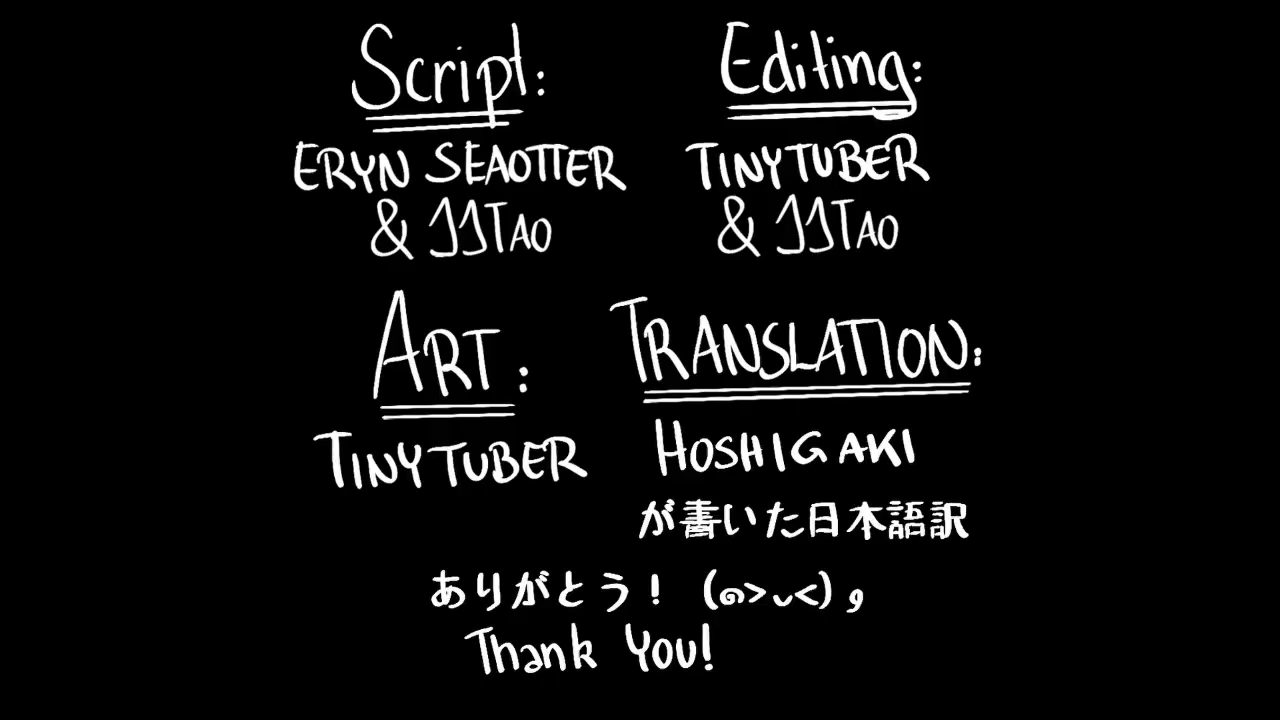 Script:
ERYN SEAOTTER
& JJTAO
Editing:
TINYTUBER
& JJTAO
ART:
TINYTUBER
TRANSLATION:
HOSHIGAKI
が書いた日本語訳
ありがとう! (๑>ᴗ<) ,
Thank You!